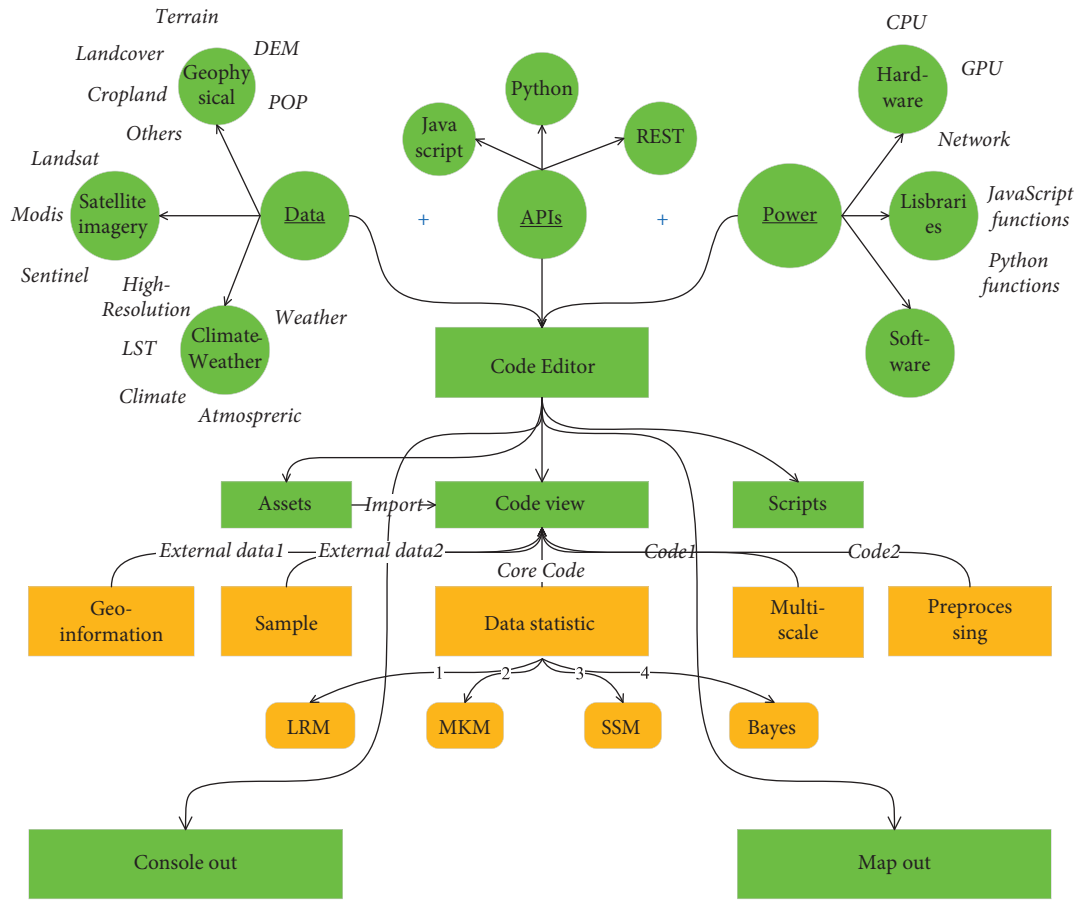 Terrain
CPU
Landcover
DEM
Geophy
sical
Hard-
ware
GPU
Cropland
POP
Python
Others
Java
script
REST
Network
Landsat
Modis
Satellite
imagery
Data
+
APIs
+
Power
Lisbrari
es
JavaScript
functions
Sentinel
Python
functions
High-
Resolution
Weather
LST
Climate-
Weather
Soft-
ware
Climate
Atmospreric
Code Editor
Assets
Import
Code view
Scripts
External data1
External data2
Code1
Code2
Core Code
Geo-
information
Sample
Data statistic
Multi-
scale
Preproces
sing
1
2
3
4
LRM
MKM
SSM
Bayes
Console out
Map out